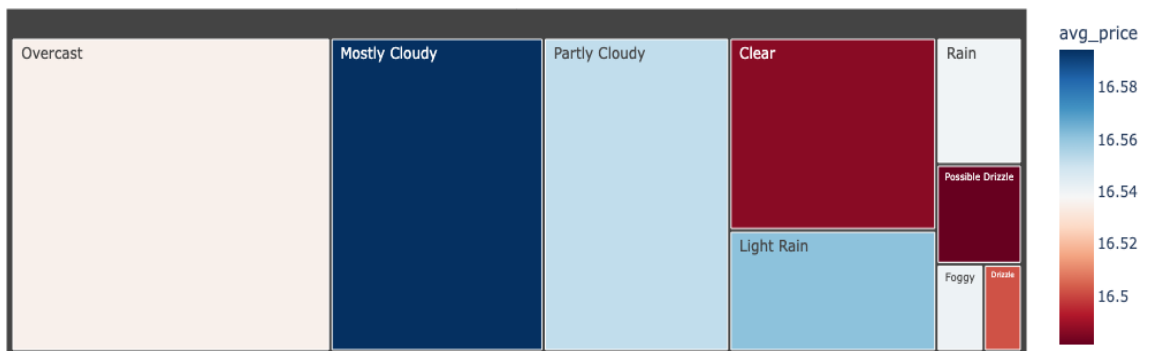 Overcast
Mostly Cloudy
Partly Cloudy
Clear
Rain
Possible Drizzle
Light Rain
Foggy
Drizzle
avg_price
16.58
16.56
16.54
16.52
16.5